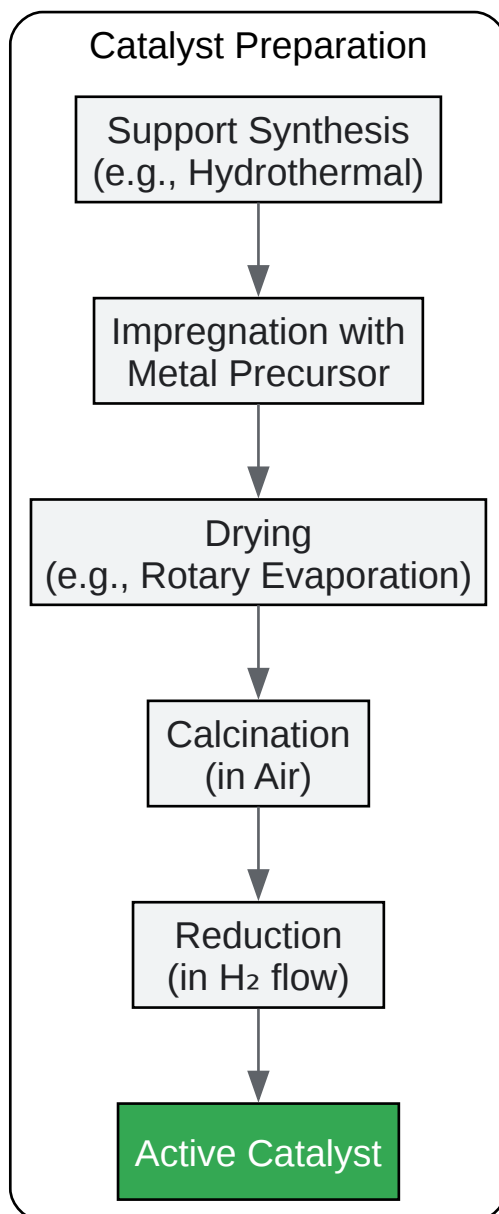 Catalyst Preparation
Support Synthesis
(e.g., Hydrothermal)
Impregnation with
Metal Precursor
Drying
(e.g., Rotary Evaporation)
Calcination
(in Air)
Reduction
(in H₂ flow)
Active Catalyst